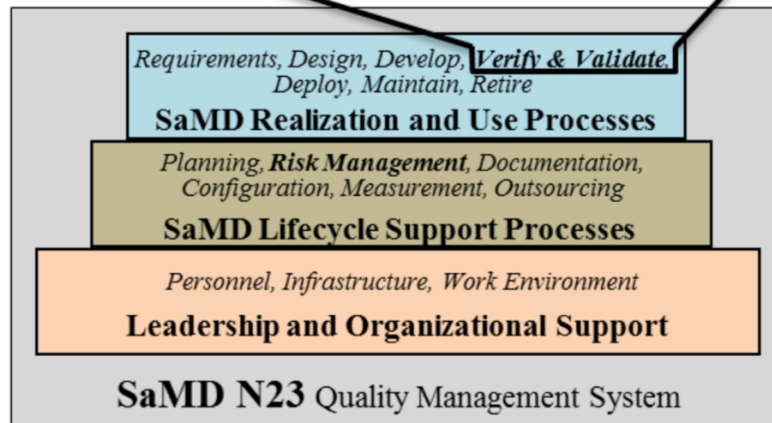 Requirements, Design, Develop, Verify & Validate,
Deploy, Maintain, Retire
SaMD Realization and Use Processes
Planning, Risk Management, Documentation,
Configuration, Measurement, Outsourcing
SaMD Lifecycle Support Processes
Personnel, Infrastructure, Work Environment
Leadership and Organizational Support
SaMD N23 Quality Management System